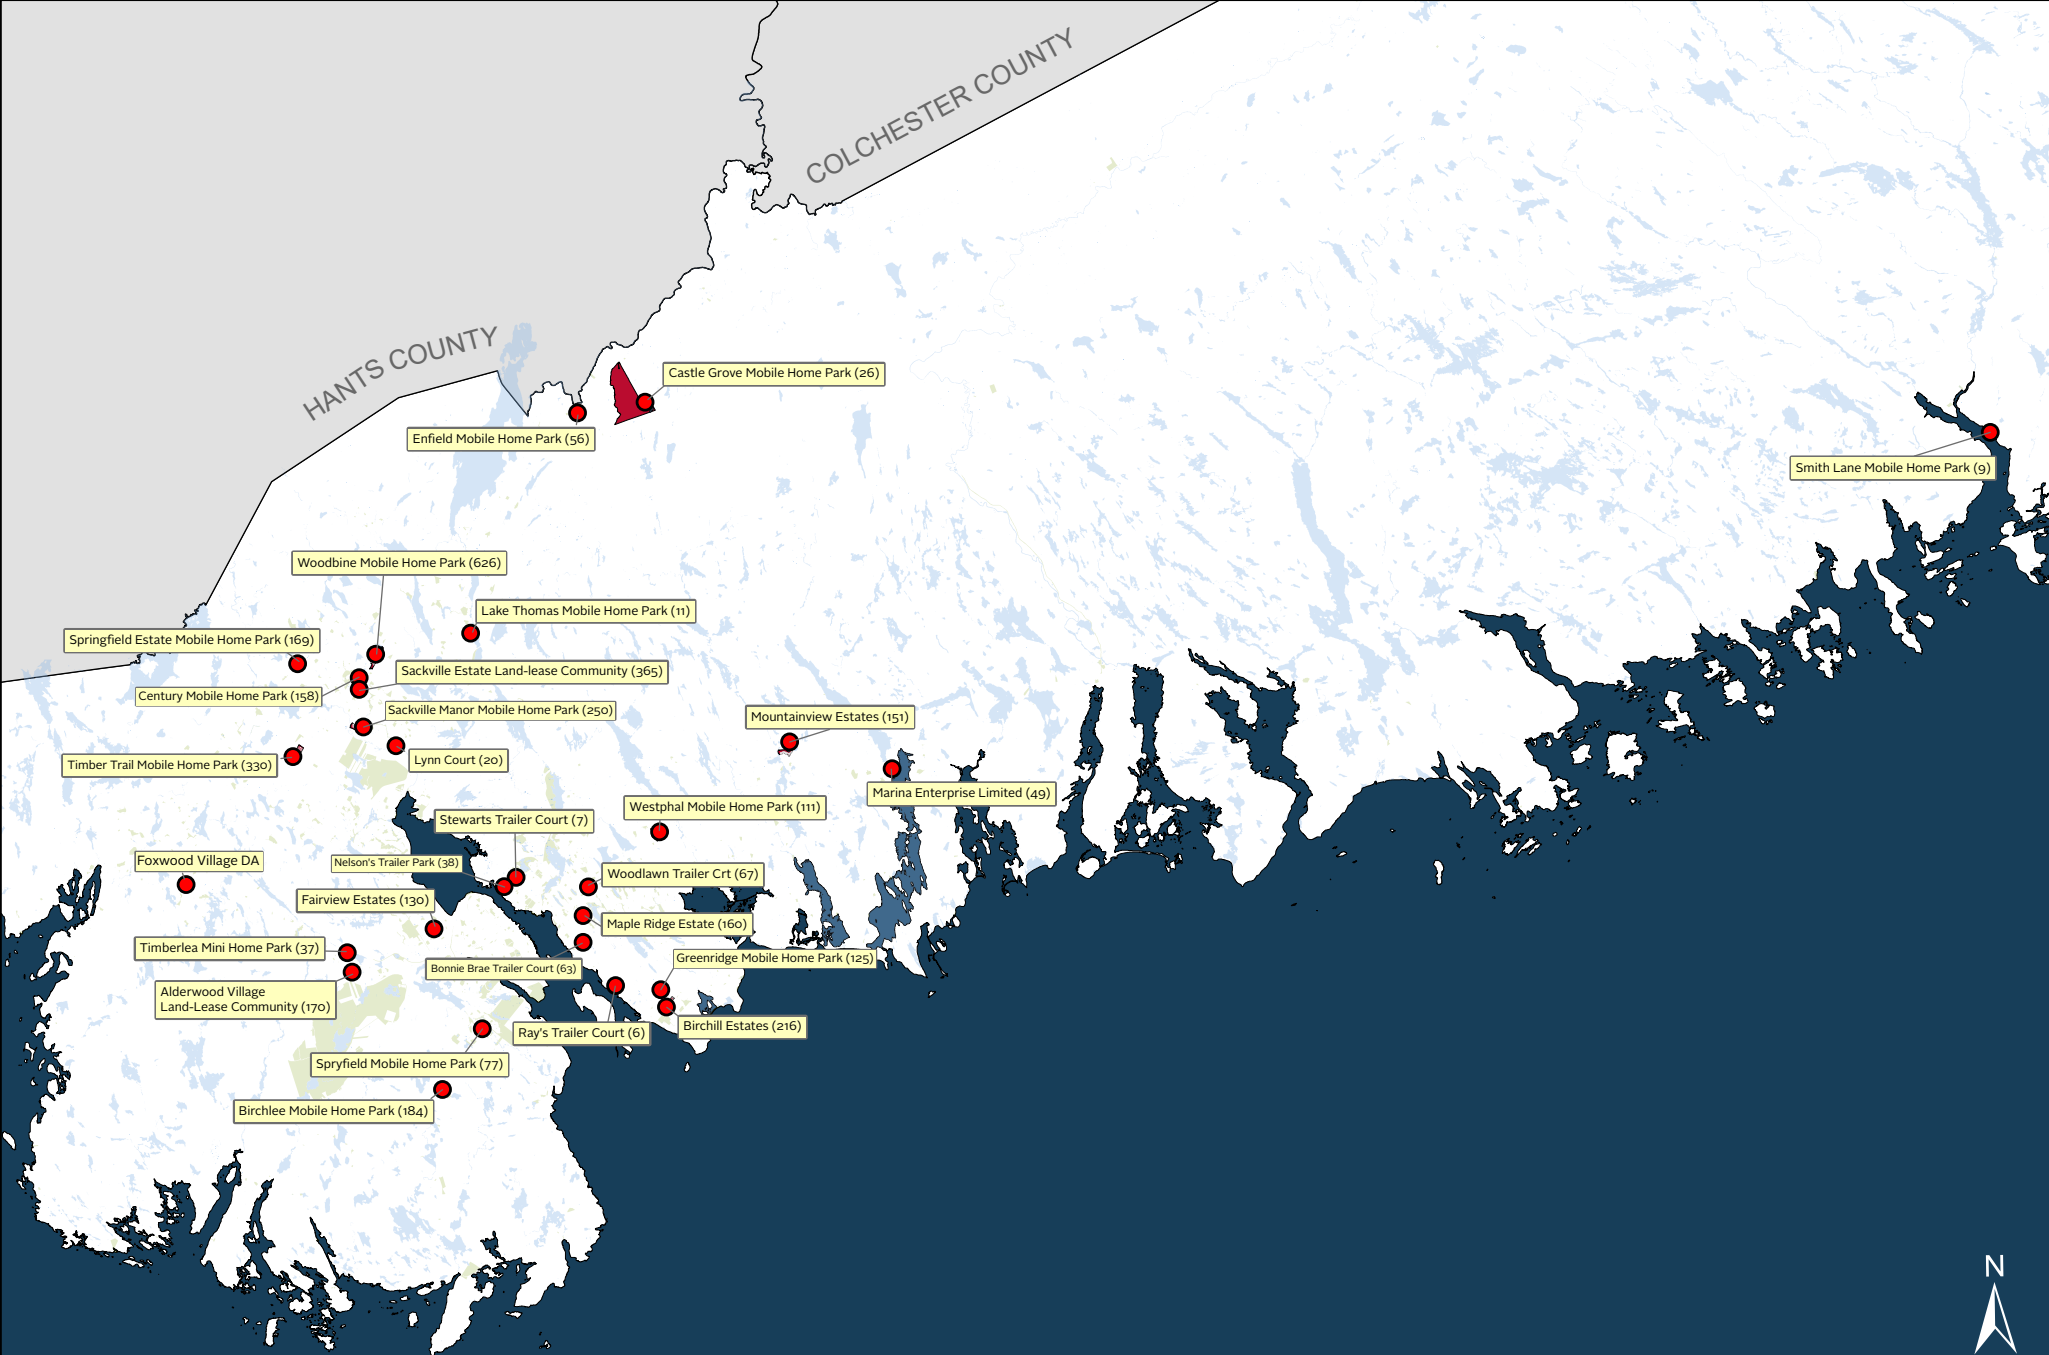 COLCHESTER COUNTY
HANTS COUNTY
Castle Grove Mobile Home Park (26)
Enfield Mobile Home Park (56)
Smith Lane Mobile Home Park (9)
Woodbine Mobile Home Park (626)
Lake Thomas Mobile Home Park (11)
Springfield Estate Mobile Home Park (169)
Sackville Estate Land-lease Community (365)
Century Mobile Home Park (158)
Sackville Manor Mobile Home Park (250)
Mountainview Estates (151)
Lynn Court (20)
Timber Trail Mobile Home Park (330)
Marina Enterprise Limited (49)
Westphal Mobile Home Park (111)
Stewarts Trailer Court (7)
Foxwood Village DA
Nelson's Trailer Park (38)
Woodlawn Trailer Crt (67)
Fairview Estates (130)
Maple Ridge Estate (160)
Timberlea Mini Home Park (37)
Greenridge Mobile Home Park (125)
Bonnie Brae Trailer Court (63)
Alderwood Village
Land-Lease Community (170)
Birchill Estates (216)
Ray's Trailer Court (6)
Spryfield Mobile Home Park (77)
Birchlee Mobile Home Park (184)
N